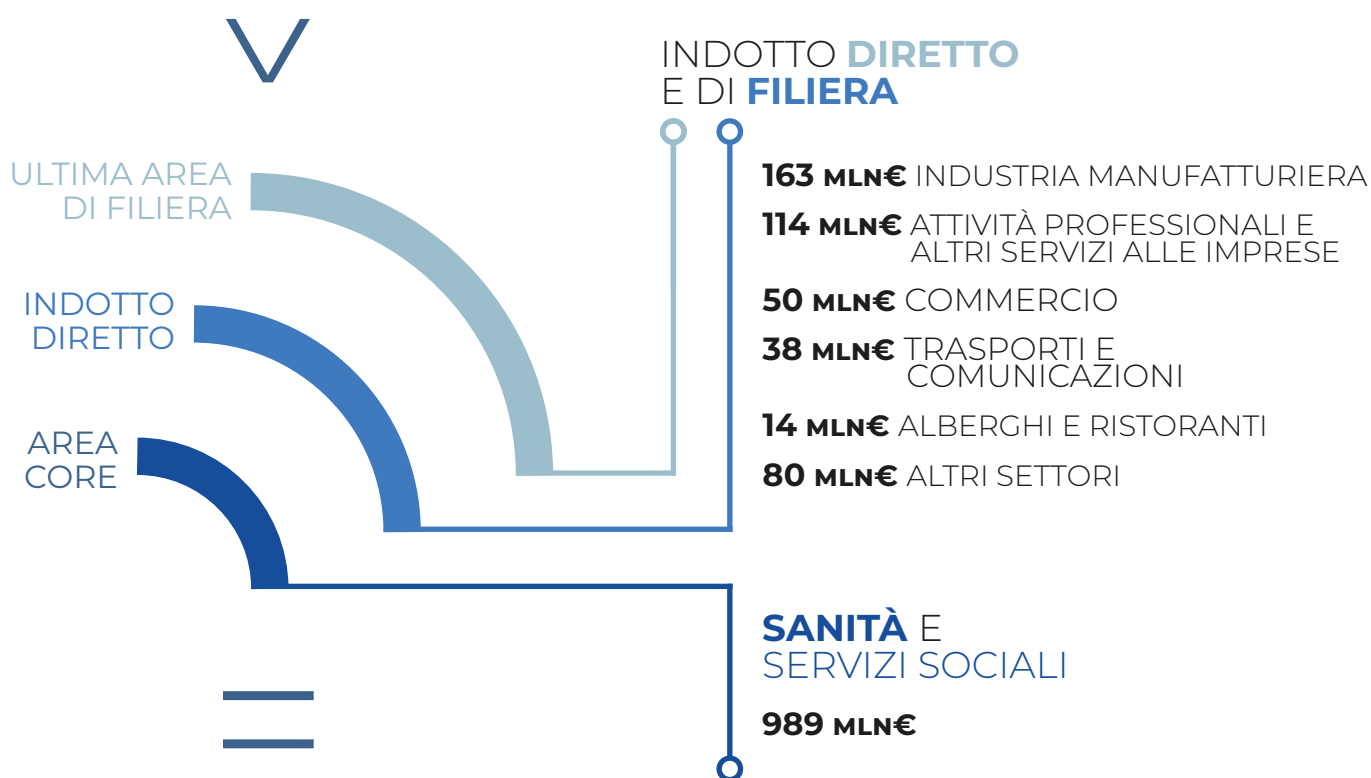 INDOTTO DIRETTO
E DI FILIERA
ULTIMA AREA
DI FILIERA
INDOTTO
DIRETTO
AREA
CORE
163 MLN€ INDUSTRIA MANUFATTURIERA
114 MLN€ ATTIVITÀ PROFESSIONALI E
ALTRI SERVIZI ALLE IMPRESE
50 MLN€ COMMERCIO
38 MLN€ TRASPORTI E
COMUNICAZIONI
14 MLN€ ALBERGHI E RISTORANTI
80 MLN€ ALTRI SETTORI
SANITÀ E
SERVIZI SOCIALI
989 MLN€